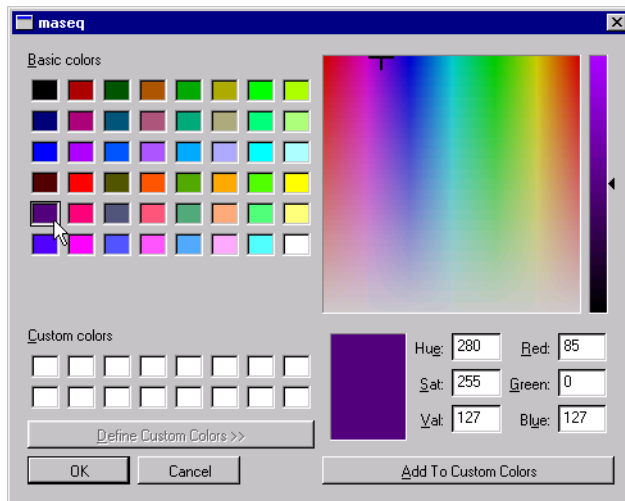 maseq
Basic colors
Custom colors
Define Custom Colors >>
OK Cancel
Hue: 280 Red: 85
Sat: 255 Green: 0
Val: 127 Blue: 127
Add To Custom Colors